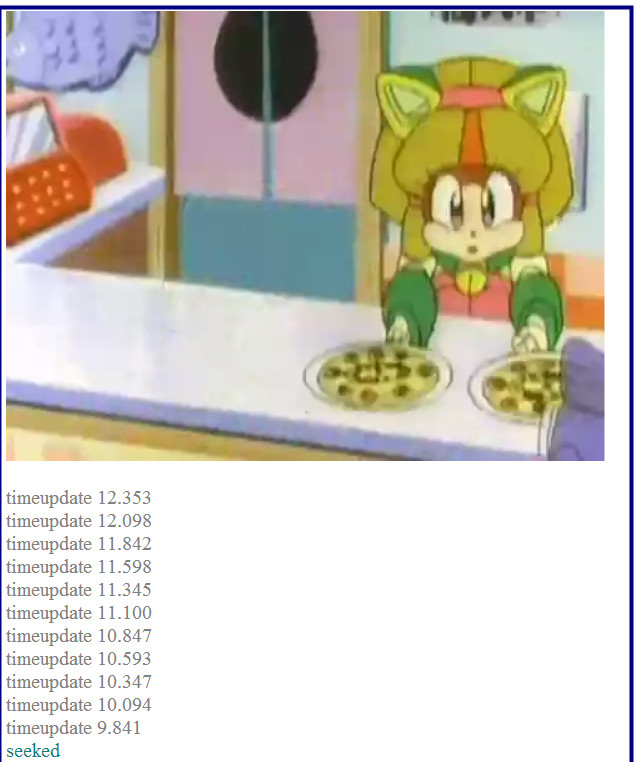 timeupdate 12.353
timeupdate 12.098
timeupdate 11.842
timeupdate 11.598
timeupdate 11.345
timeupdate 11.100
timeupdate 10.847
timeupdate 10.593
timeupdate 10.347
timeupdate 10.094
timeupdate 9.841
seeked